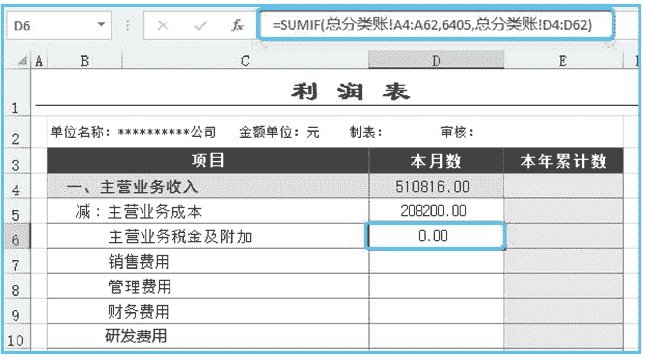 D6 fx =SUMIF(总分类账!A4:A62,6405,总分类账!D4:D62)
A B C D E
1 利 润 表
2 单位名称：**********公司 金额单位：元 制表： 审核：
3 项目 本月数 本年累计数
4 一、主营业务收入 510816.00
5 减：主营业务成本 208200.00
6 主营业务税金及附加 0.00
7 销售费用
8 管理费用
9 财务费用
10 研发费用